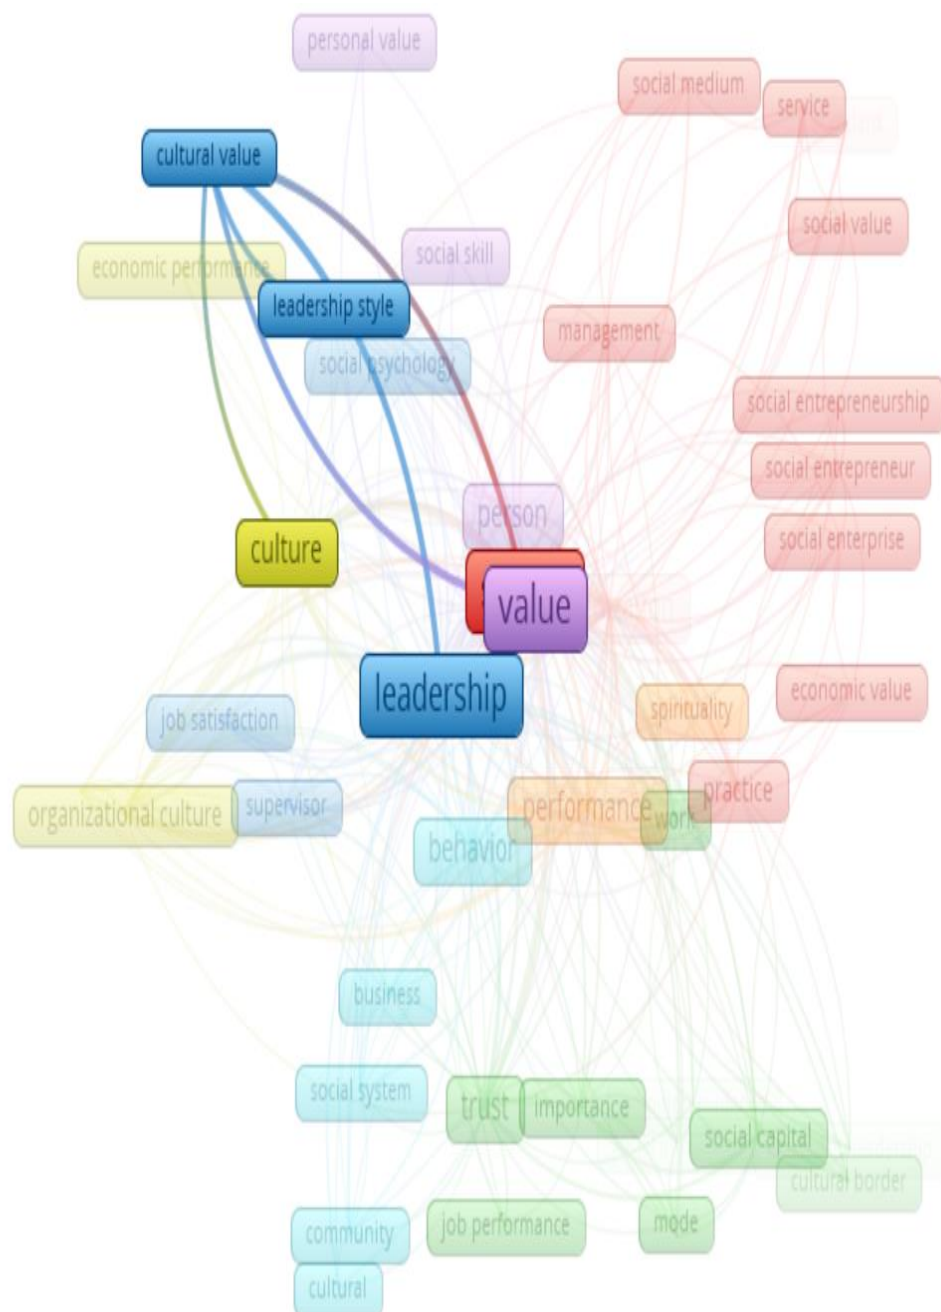 personal value
social medium
service
cultural value
social value
social skill
economic performance
leadership style
management
social psychology
social entrepreneurship
social entrepreneur
person
social enterprise
culture
value
leadership
economic value
spirituality
job satisfaction
practice
organizational culture
supervisor
performance
work
behavior
business
social system
trust
importance
social capital
cultural border
community
job performance
mode
cultural